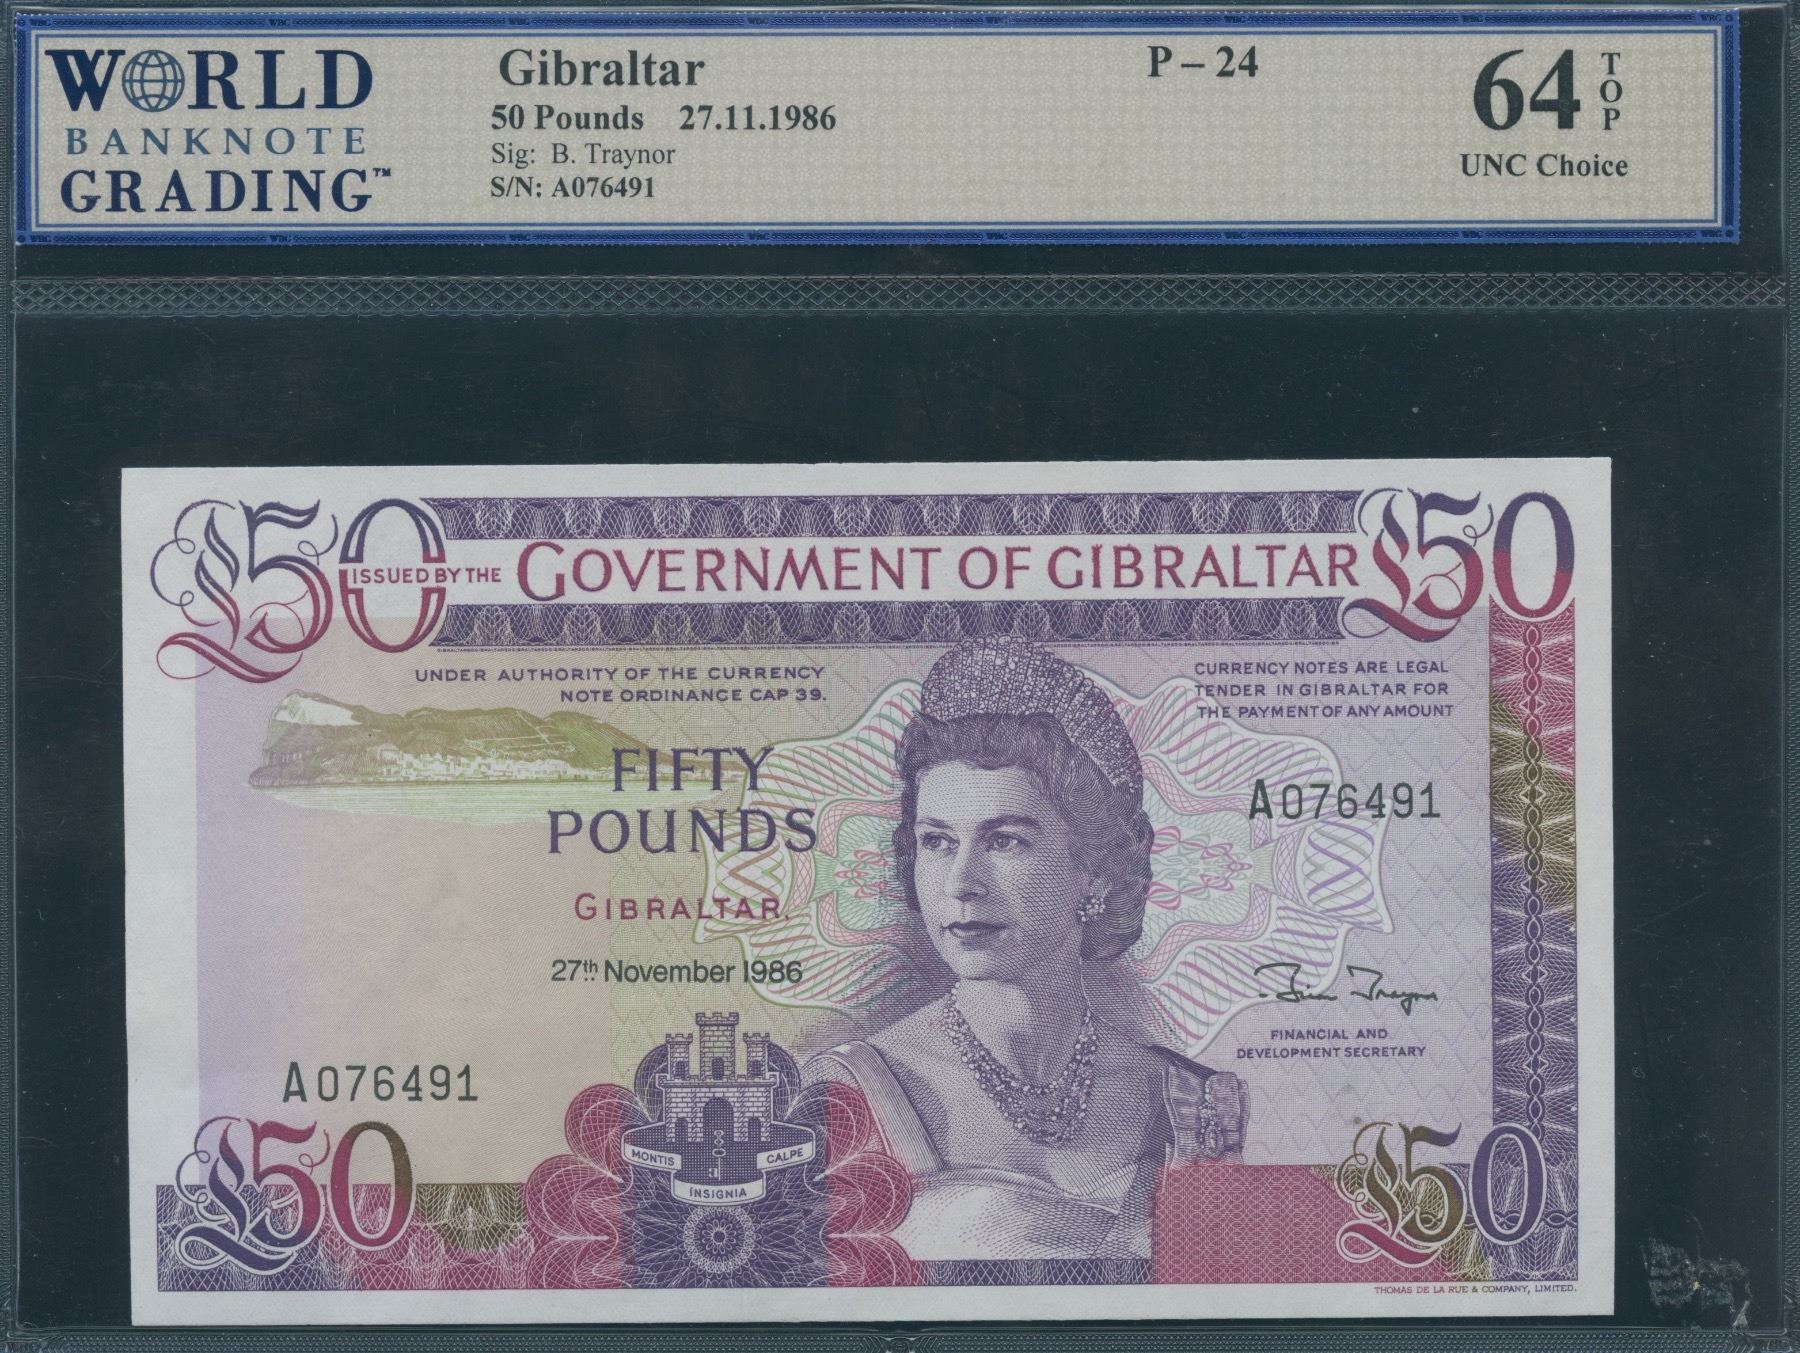 WORLD
BANKNOTE
GRADING™
Gibraltar
50 Pounds 27.11.1986
Sig: B. Traynor
S/N: A076491
P – 24
64 TOP
UNC Choice
£50
ISSUED BY THE GOVERNMENT OF GIBRALTAR
£50
UNDER AUTHORITY OF THE CURRENCY
NOTE ORDINANCE CAP 39.
CURRENCY NOTES ARE LEGAL
TENDER IN GIBRALTAR FOR
THE PAYMENT OF ANY AMOUNT
FIFTY
POUNDS
A076491
GIBRALTAR.
27th November 1986
Brian Traynor
FINANCIAL AND
DEVELOPMENT SECRETARY
A076491
MONTIS
CALPE
INSIGNIA
£50
£50
THOMAS DE LA RUE & COMPANY, LIMITED.